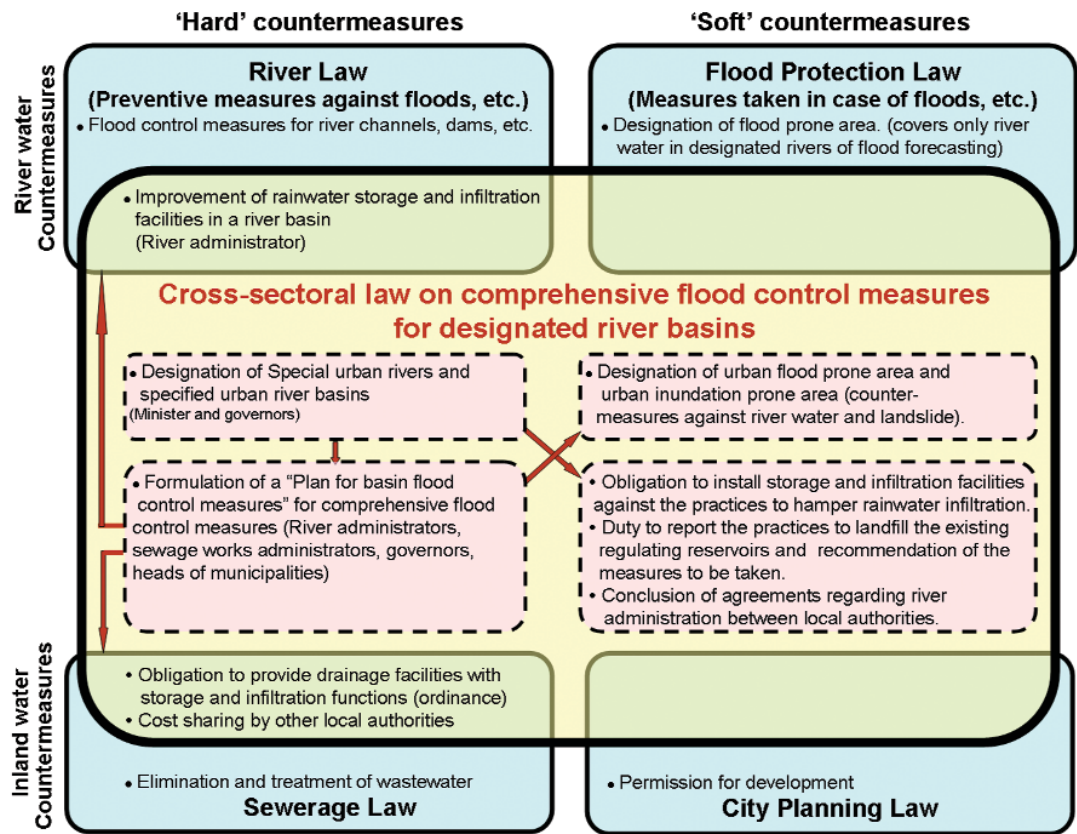 ‘Hard’ countermeasures
‘Soft’ countermeasures
River water
Countermeasures
River Law
(Preventive measures against floods, etc.)
• Flood control measures for river channels, dams, etc.
Flood Protection Law
(Measures taken in case of floods, etc.)
• Designation of flood prone area. (covers only river
water in designated rivers of flood forecasting)
• Improvement of rainwater storage and infiltration
facilities in a river basin
(River administrator)
Cross-sectoral law on comprehensive flood control measures
for designated river basins
• Designation of Special urban rivers and
specified urban river basins
(Minister and governors)
• Designation of urban flood prone area and
urban inundation prone area (counter-
measures against river water and landslide).
• Formulation of a “Plan for basin flood
control measures” for comprehensive flood
control measures (River administrators,
sewage works administrators, governors,
heads of municipalities)
• Obligation to install storage and infiltration facilities
against the practices to hamper rainwater infiltration.
• Duty to report the practices to landfill the existing
regulating reservoirs and recommendation of the
measures to be taken.
• Conclusion of agreements regarding river
administration between local authorities.
Inland water
Countermeasures
• Obligation to provide drainage facilities with
storage and infiltration functions (ordinance)
• Cost sharing by other local authorities
• Elimination and treatment of wastewater
Sewerage Law
• Permission for development
City Planning Law